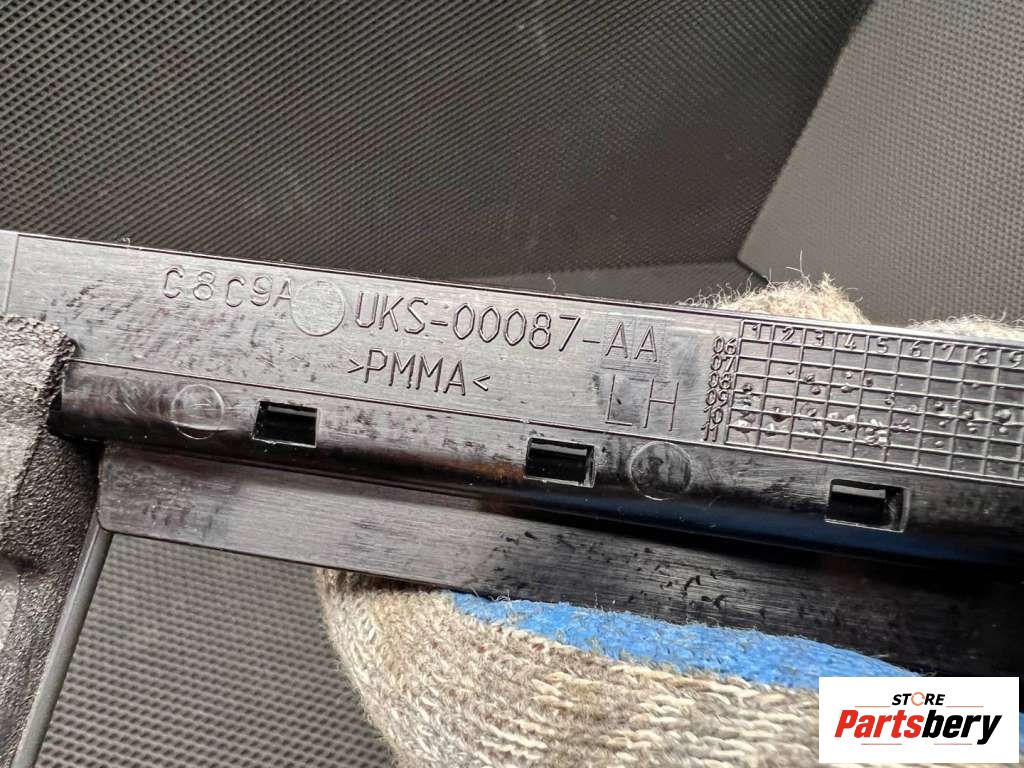 C8C9A UKS-00087-AA
>PMMA<
LH
1 2 3 4 5 6 7 8 9
06
07
08
09
10
11
STORE
Partsbery